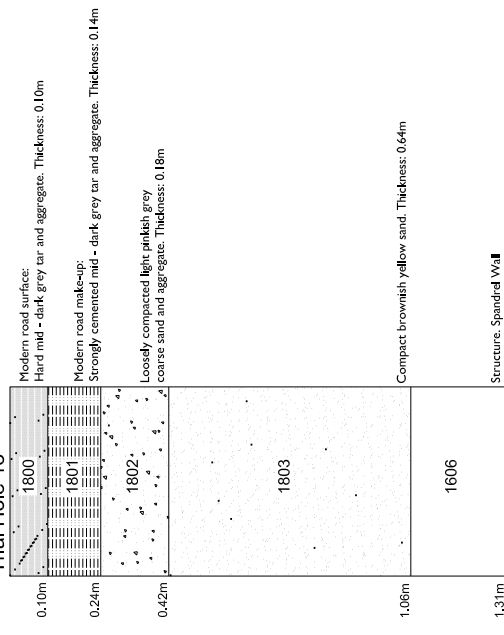 Trial Hole
1800
Modern road surface:
Hard mid - dark grey tar and aggregate. Thickness: 0.10m
0.10m
1801
Modern road make-up:
Strongly cemented mid - dark grey tar and aggregate. Thickness: 0.14m
0.24m
1802
Loosely compacted light pinkish grey
coarse sand and aggregate. Thickness: 0.18m
0.42m
1803
Compact brownish yellow sand. Thickness: 0.64m
1.06m
1606
Structure. Spandrel Wall
1.31m